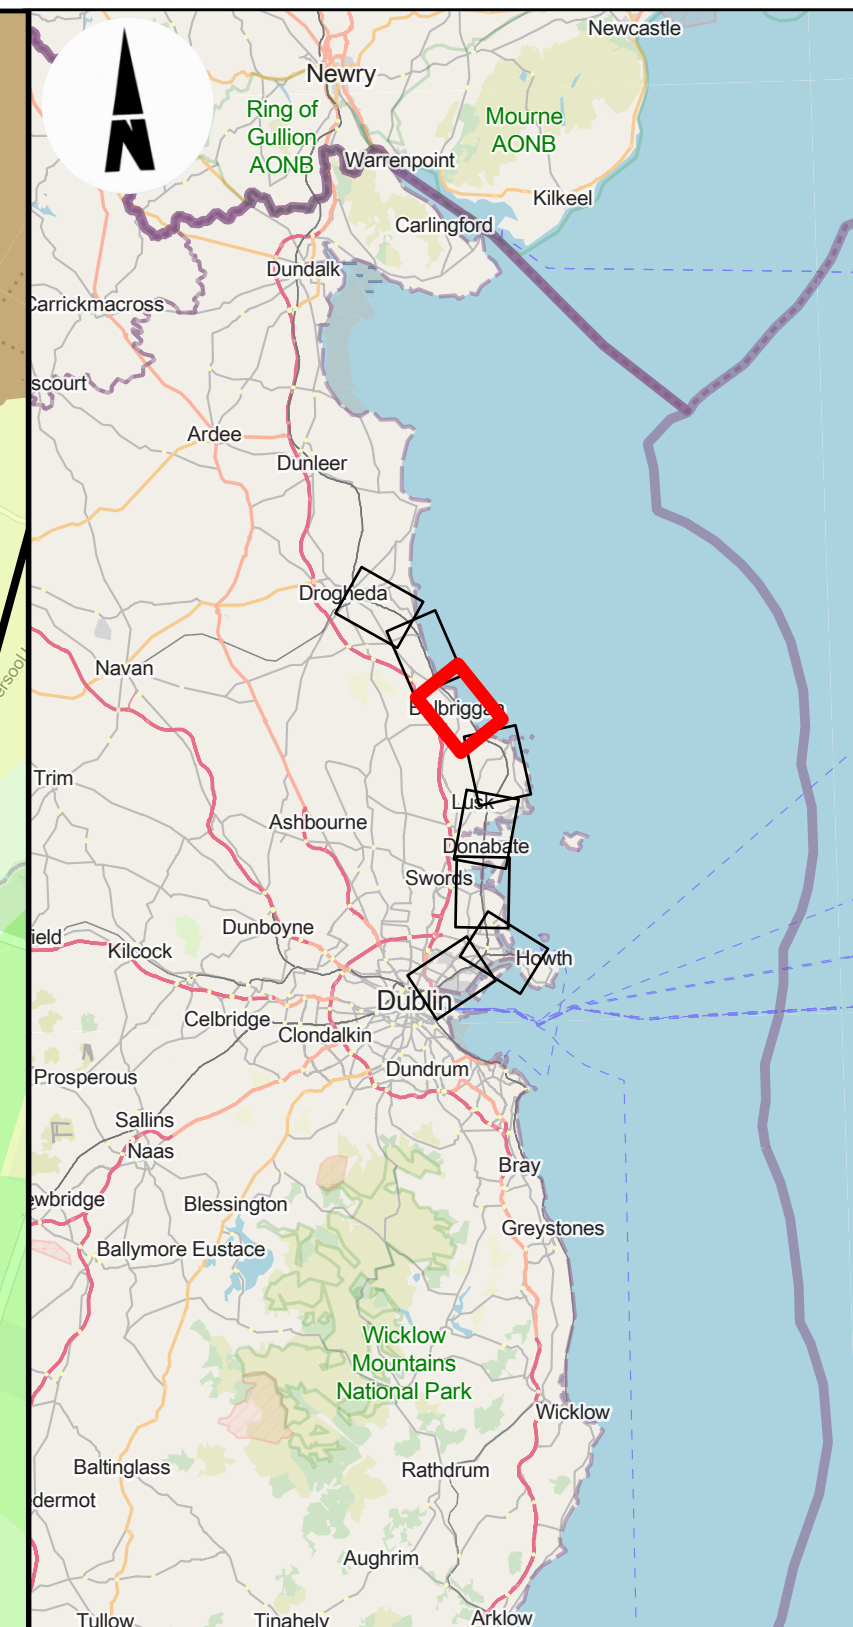 Newcastle
Newry
Ring of
Gullion
AONB
Mourne
AONB
N
Warrenpoint
Kilkeel
Carlingford
Dundalk
Carrickmacross
scourt
Ardee
Dunleer
Drogheda
Navan
Balbriggan
Trim
Lusk
Ashbourne
Donabate
Swords
Dunboyne
ield
Kilcock
Howth
Dublin
Celbridge
Clondalkin
Dundrum
Prosperous
Sallins
Naas
Bray
ewbridge
Blessington
Greystones
Ballymore Eustace
Wicklow
Mountains
National Park
Wicklow
Baltinglass
Rathdrum
dermot
Aughrim
Tullow
Tinahely
Arklow